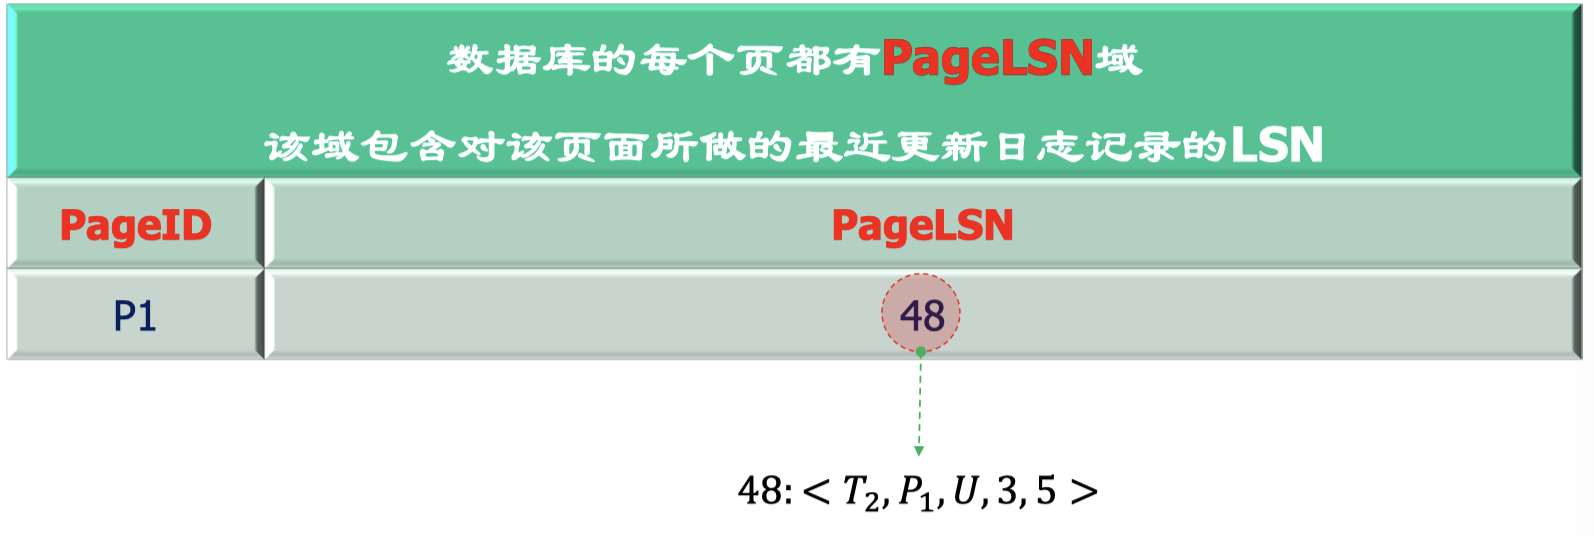 数据库的每个页都有PageLSN域
该域包含对该页面所做的最近更新日志记录的LSN
PageID PageLSN
P1 48
48: < T₂, P₁, U, 3, 5 >